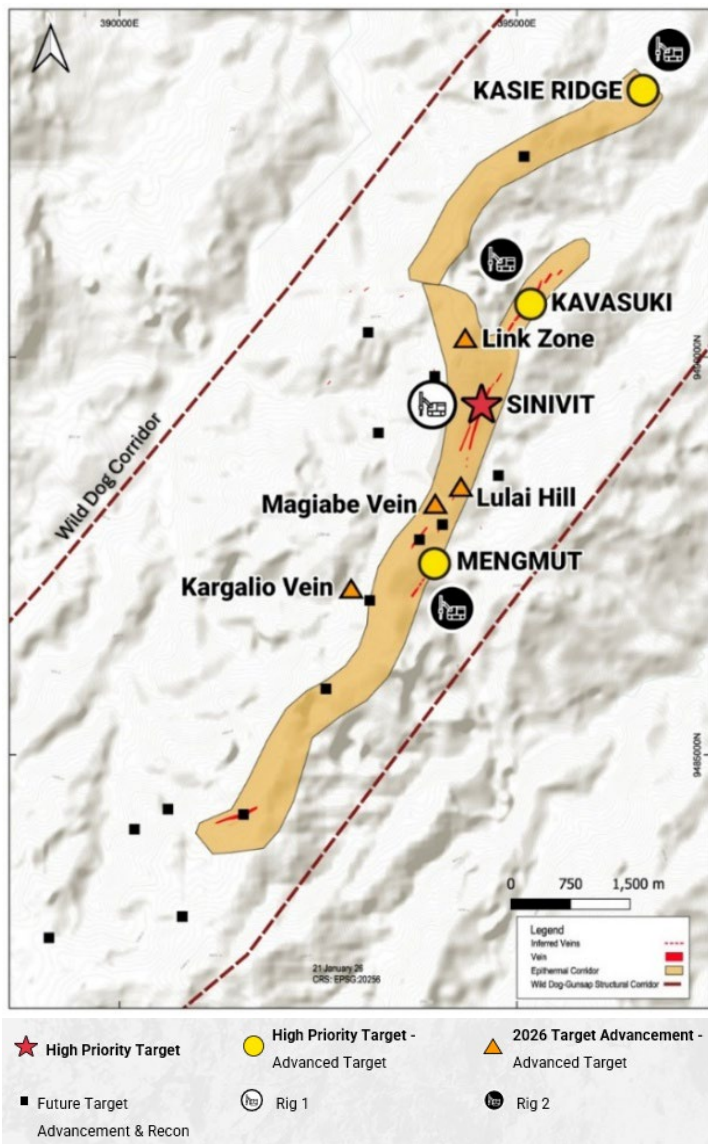 390000E
395000E
KASIE RIDGE
KAVASUKI
Link Zone
9490000N
SINIVIT
Wild Dog Corridor
Magiabe Vein
Lulai Hill
MENGMUT
Kargalio Vein
9485000N
0 750 1,500 m
Legend
Inferred Veins
Vein
Epithermal Corridor
Wild Dog-Gunsap Structural Corridor
21 January 26
CRS: EPSG:20256
High Priority Target
High Priority Target -
Advanced Target
2026 Target Advancement -
Advanced Target
Future Target
Advancement & Recon
Rig 1
Rig 2